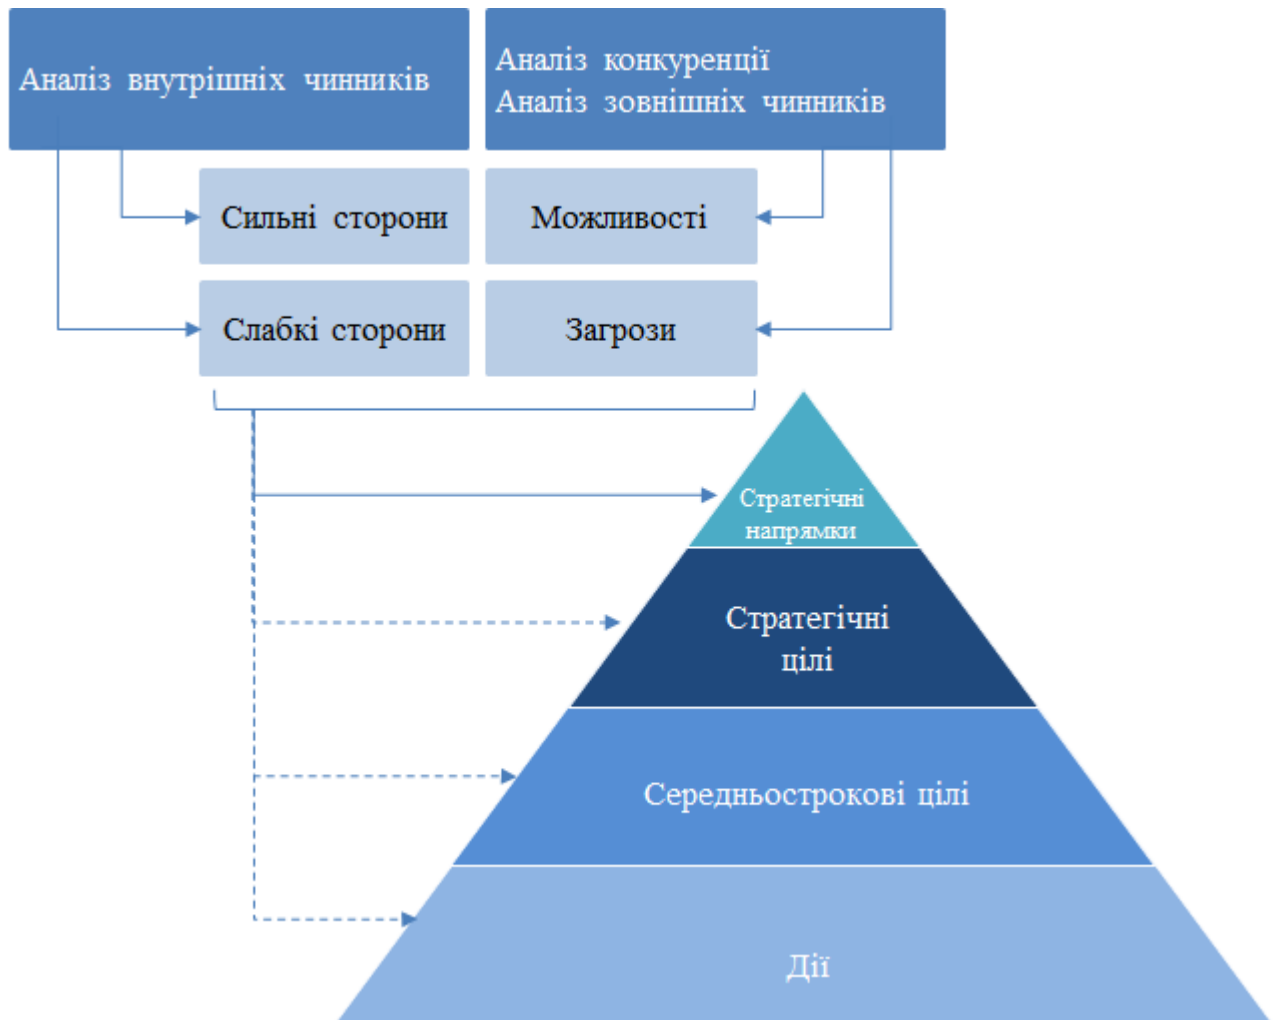 Аналіз внутрішніх чинників
Аналіз конкуренції
Аналіз зовнішніх чинників
Сильні сторони
Можливості
Слабкі сторони
Загрози
Стратегічні
напрямки
Стратегічні
цілі
Середньострокові цілі
Дії